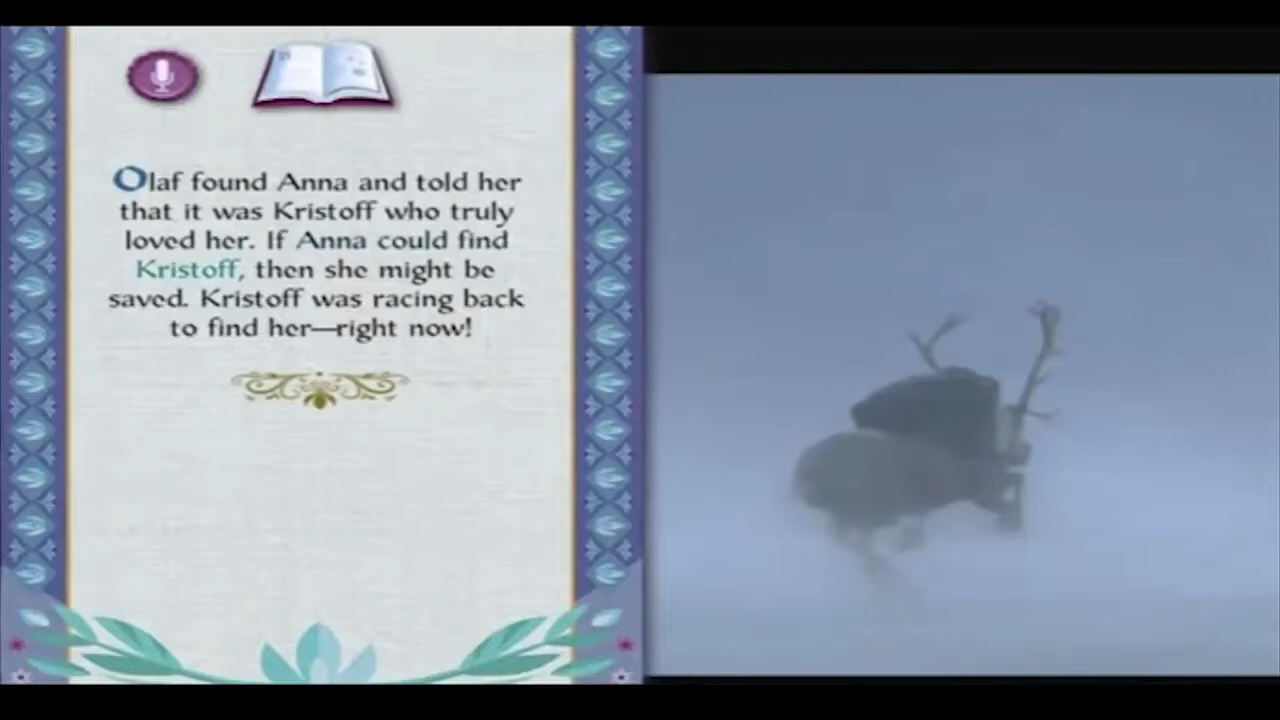 Olaf found Anna and told her
that it was Kristoff who truly
loved her. If Anna could find
Kristoff, then she might be
saved. Kristoff was racing back
to find her—right now!